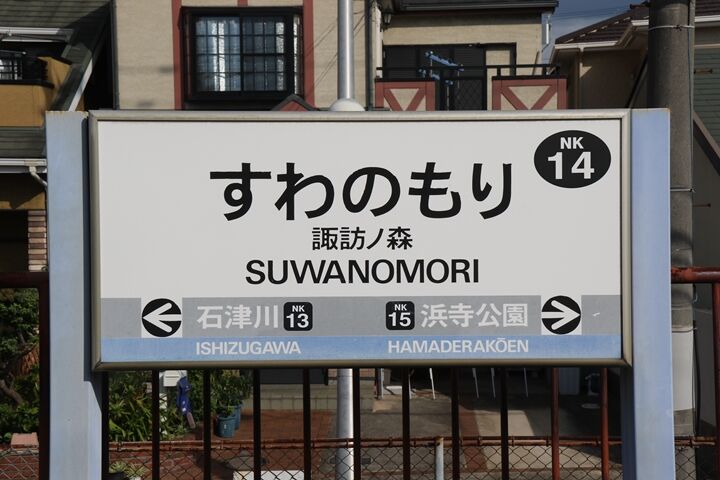 NK
14
すわのもり
諏訪ノ森
SUWANOMORI
石津川 NK 13
NK 15 浜寺公園
ISHIZUGAWA
HAMADERAKŌEN